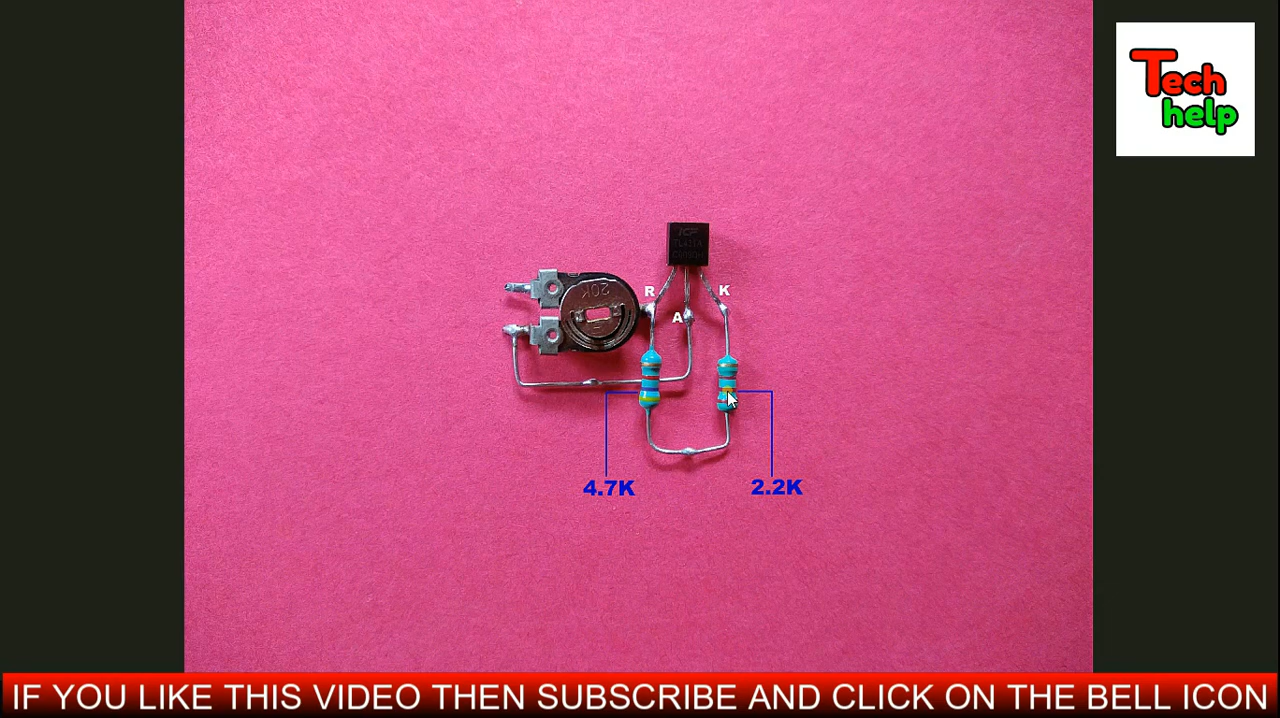 Tech
help
TL431A
20K
R
K
A
4.7K
2.2K
IF YOU LIKE THIS VIDEO THEN SUBSCRIBE AND CLICK ON THE BELL ICON